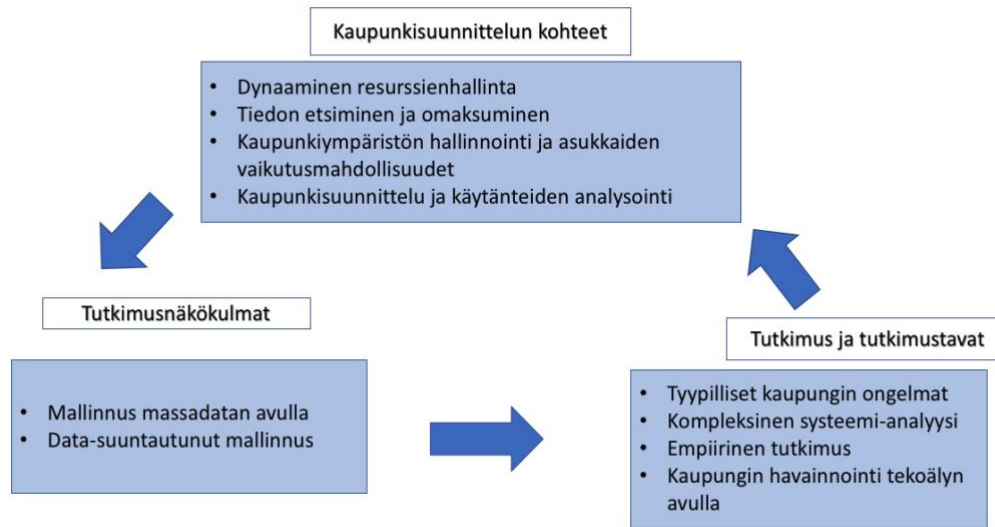 Kaupunkisuunnittelun kohteet
• Dynaaminen resurssienhallinta
• Tiedon etsiminen ja omaksuminen
• Kaupunkiympäristön hallinnointi ja asukkaiden
vaikutusmahdollisuudet
• Kaupunkisuunnittelu ja käytänteiden analysointi
Tutkimusnäkökulmat
• Mallinnus massadatan avulla
• Data-suuntautunut mallinnus
Tutkimus ja tutkimustavat
• Tyypilliset kaupungin ongelmat
• Kompleksinen systeemi-analyysi
• Empiirinen tutkimus
• Kaupungin havainnointi tekoälyn
avulla